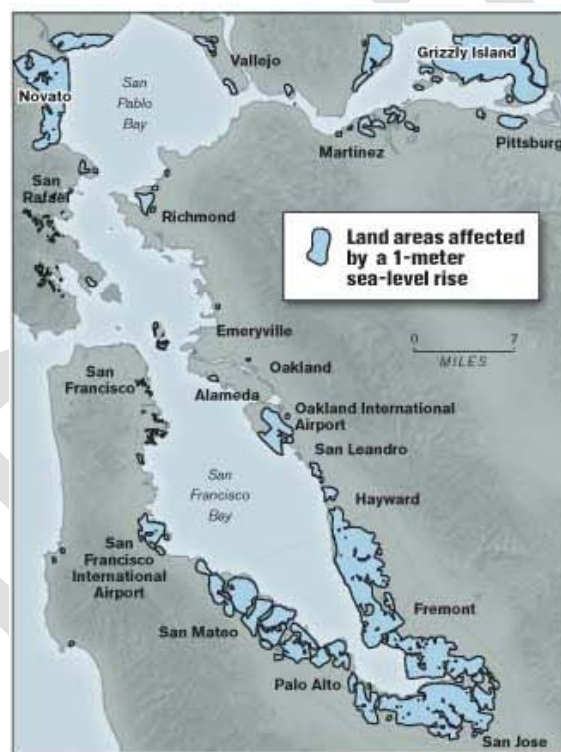 Vallejo
Grizzly Island
San
Pablo
Bay
Novato
Martinez
Pittsburg
San
Rafael
Richmond
Land areas affected
by a 1-meter
sea-level rise
0 7
MILES
Emeryville
Oakland
San
Francisco
Alameda
Oakland International
Airport
San Leandro
San
Francisco
Bay
Hayward
San
Francisco
International
Airport
Fremont
San Mateo
Palo Alto
San Jose